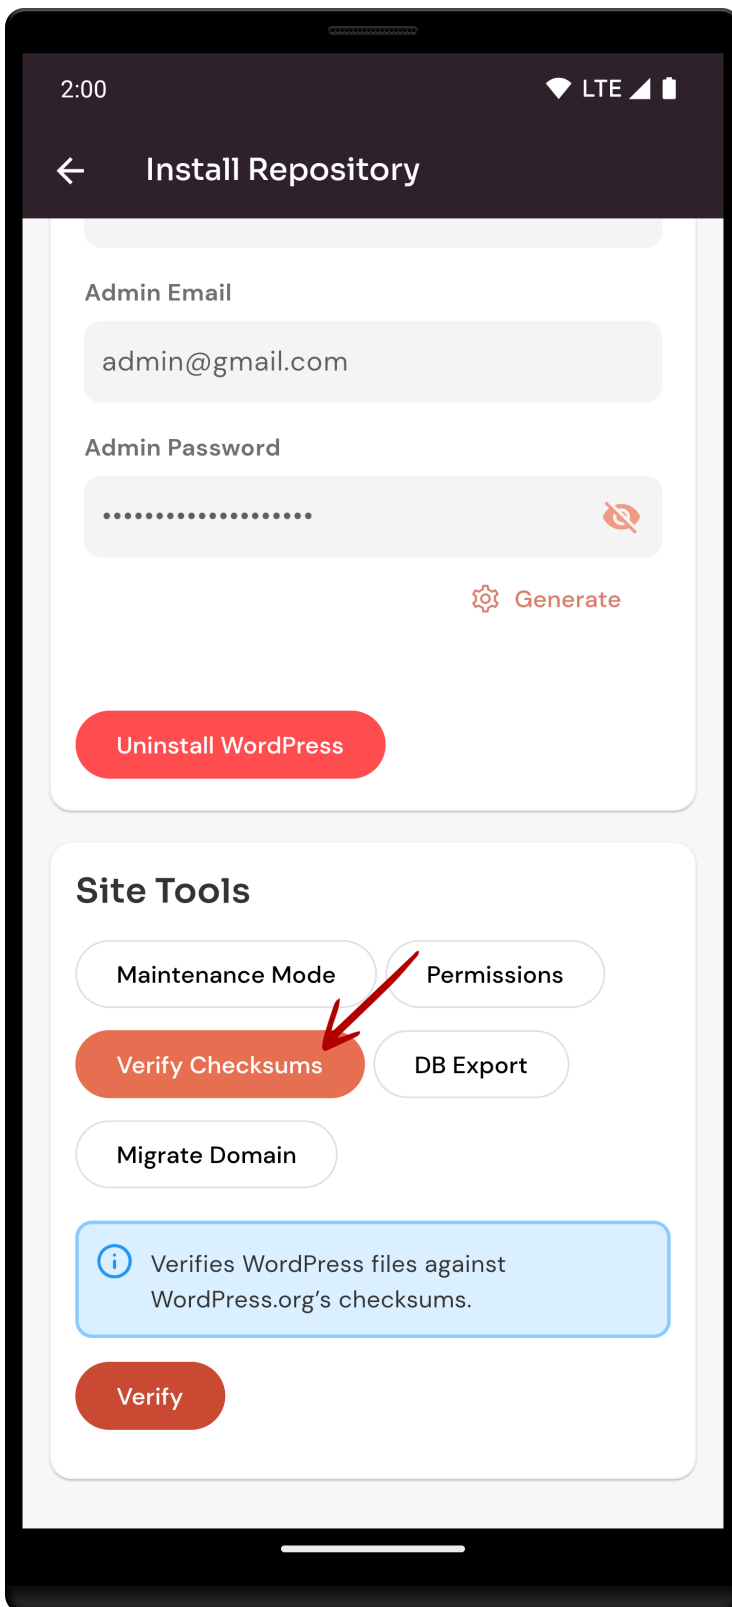 2:00
LTE
Install Repository
Admin Email
admin@gmail.com
Admin Password
•••••••••••••••••••
Generate
Uninstall WordPress
Site Tools
Maintenance Mode
Permissions
Verify Checksums
DB Export
Migrate Domain
Verifies WordPress files against
WordPress.org’s checksums.
Verify